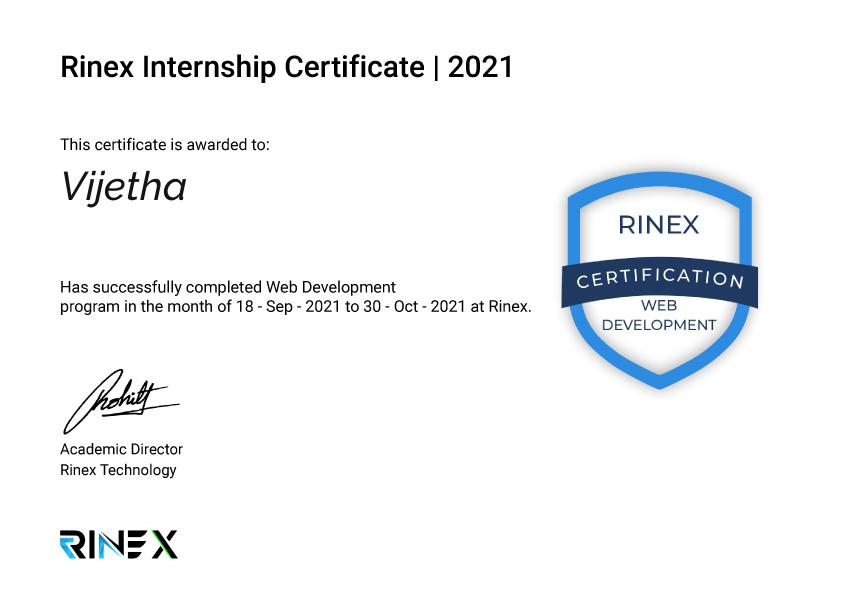 Rinex Internship Certificate | 2021
This certificate is awarded to:
Vijetha
Has successfully completed Web Development
program in the month of 18 - Sep - 2021 to 30 - Oct - 2021 at Rinex.
RINEX
CERTIFICATION
WEB
DEVELOPMENT
Rohitt
Academic Director
Rinex Technology
RINEX